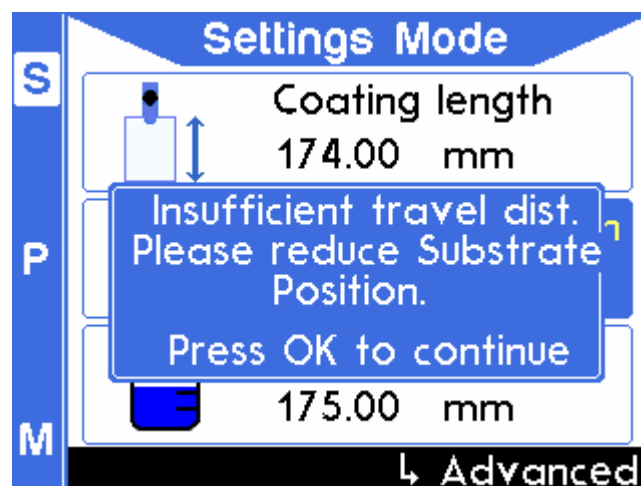 Settings Mode
S
Coating length
174.00 mm
Insufficient travel dist.
Please reduce Substrate
Position.
P
Press OK to continue
175.00 mm
M
↳ Advanced